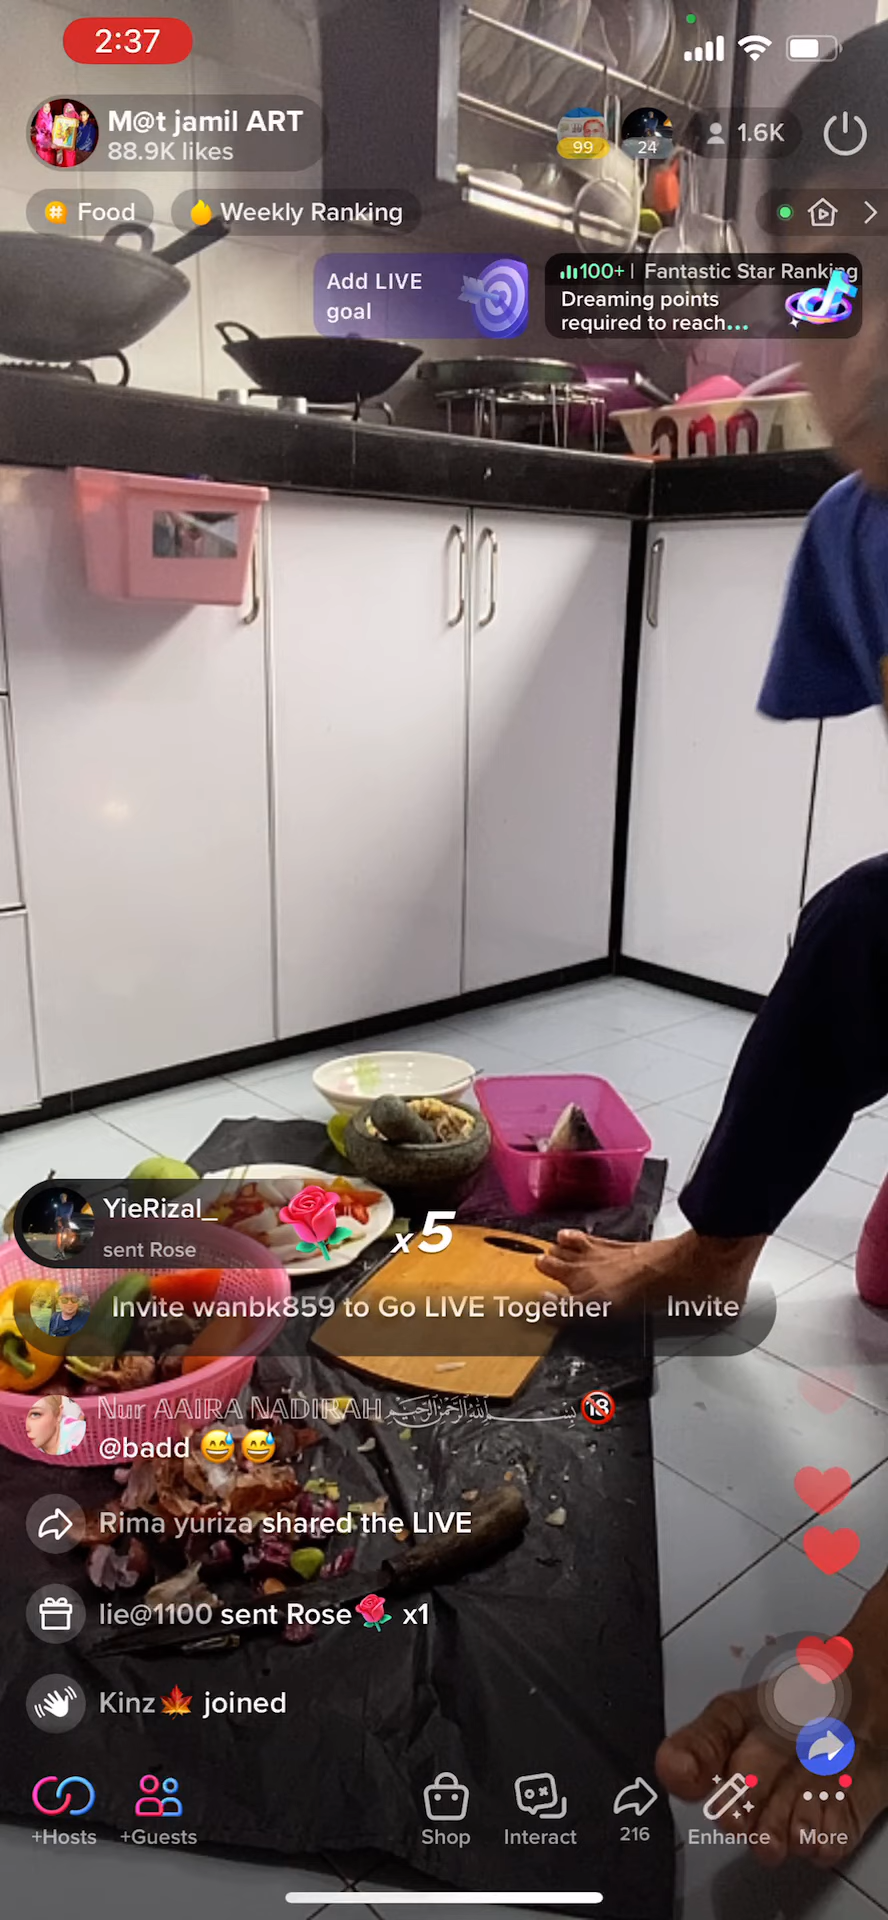 2:37
M@t jamil ART
88.9K likes
99
24
1.6K
Food
Weekly Ranking
Add LIVE
goal
100+ | Fantastic Star Ranking
Dreaming points
required to reach...
YieRizal_
sent Rose
x5
Invite wanbk859 to Go LIVE Together
Invite
Nur AAIRA NADIRAH ﷽ 18
@badd 😅😅
Rima yuriza shared the LIVE
lie@1100 sent Rose🌹 x1
Kinz🍁 joined
+Hosts
+Guests
Shop
Interact
216
Enhance
More